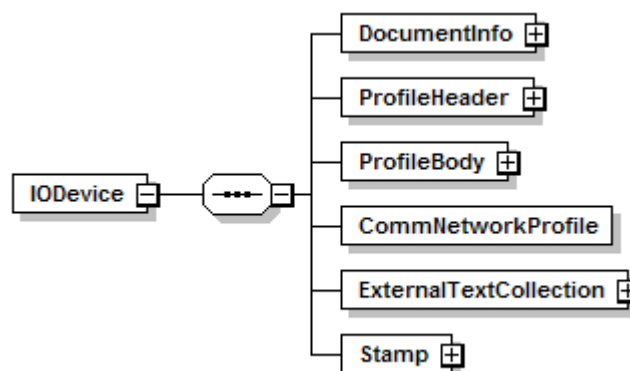 DocumentInfo
ProfileHeader
ProfileBody
IODevice
CommNetworkProfile
ExternalTextCollection
Stamp